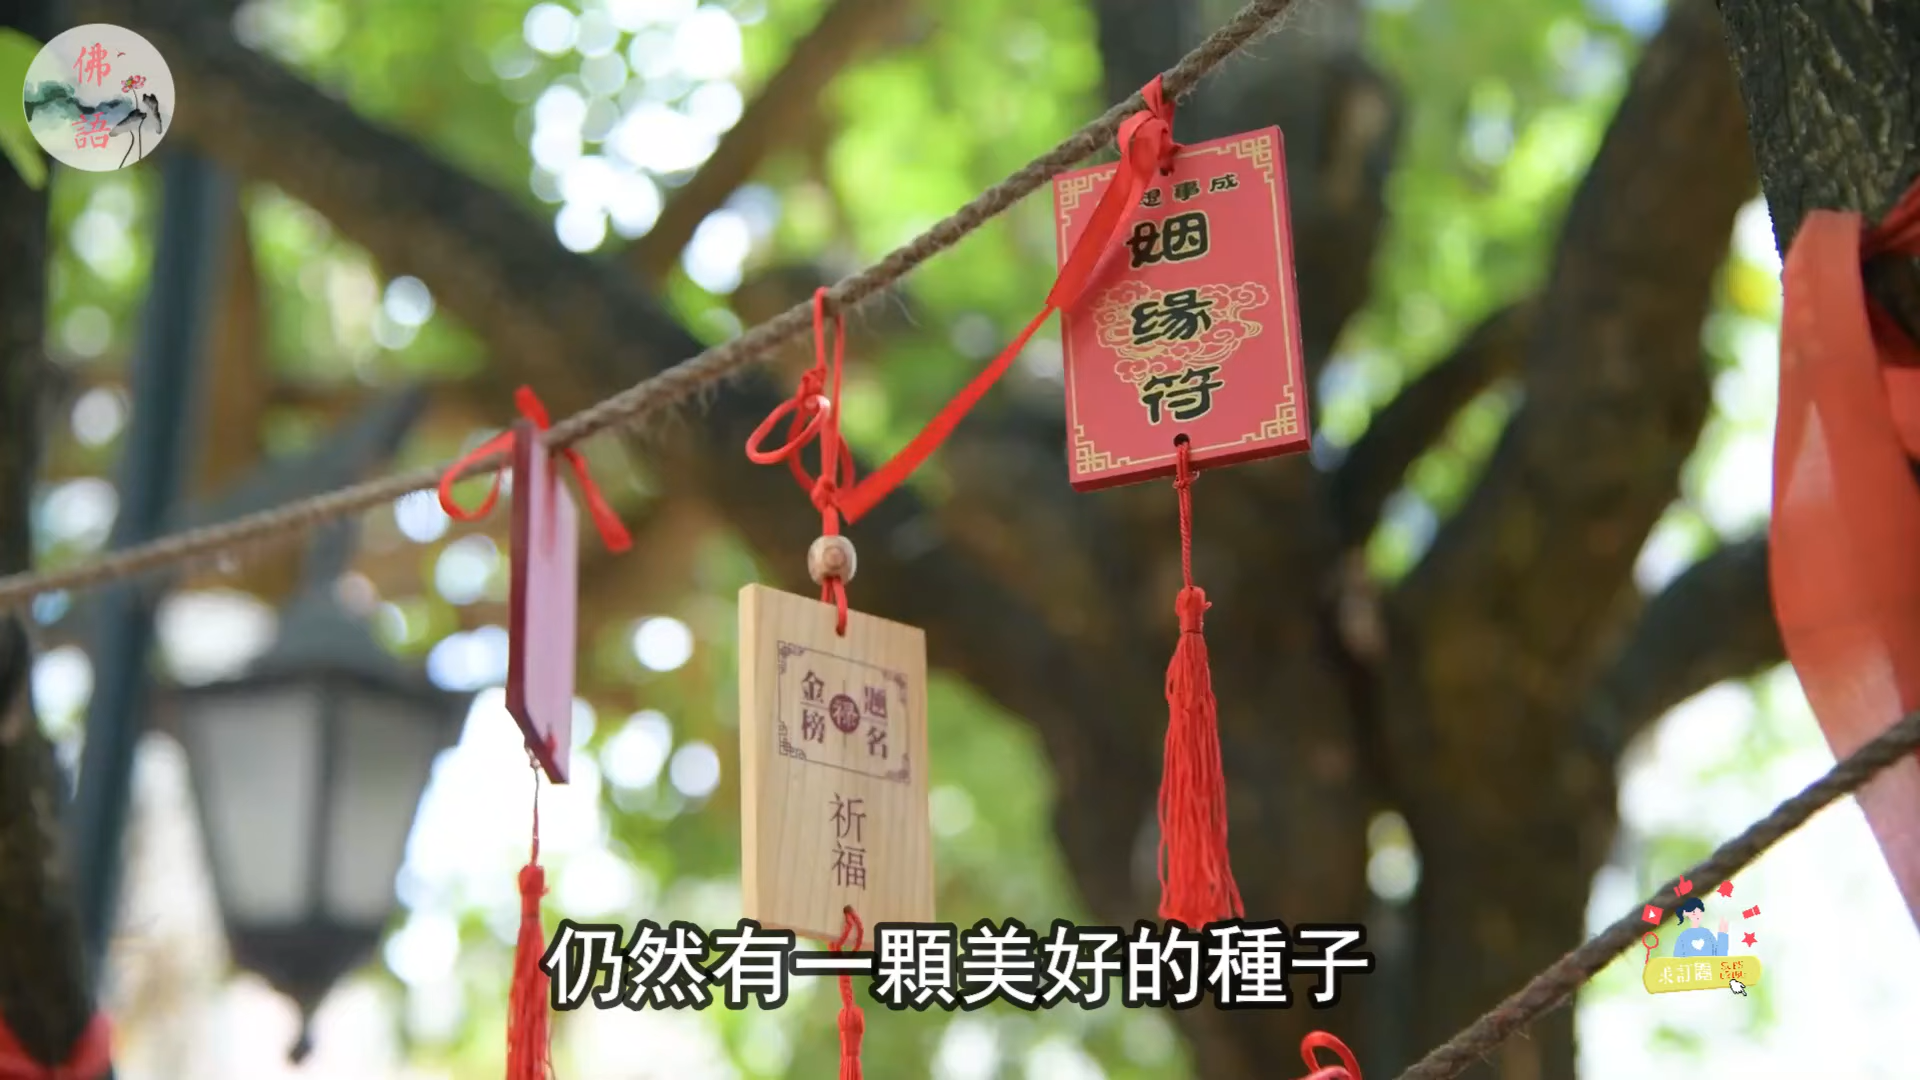 佛
語
事成
姻
缘
符
金 題
禄
榜 名
祈
福
仍然有一顆美好的種子
求訂閱